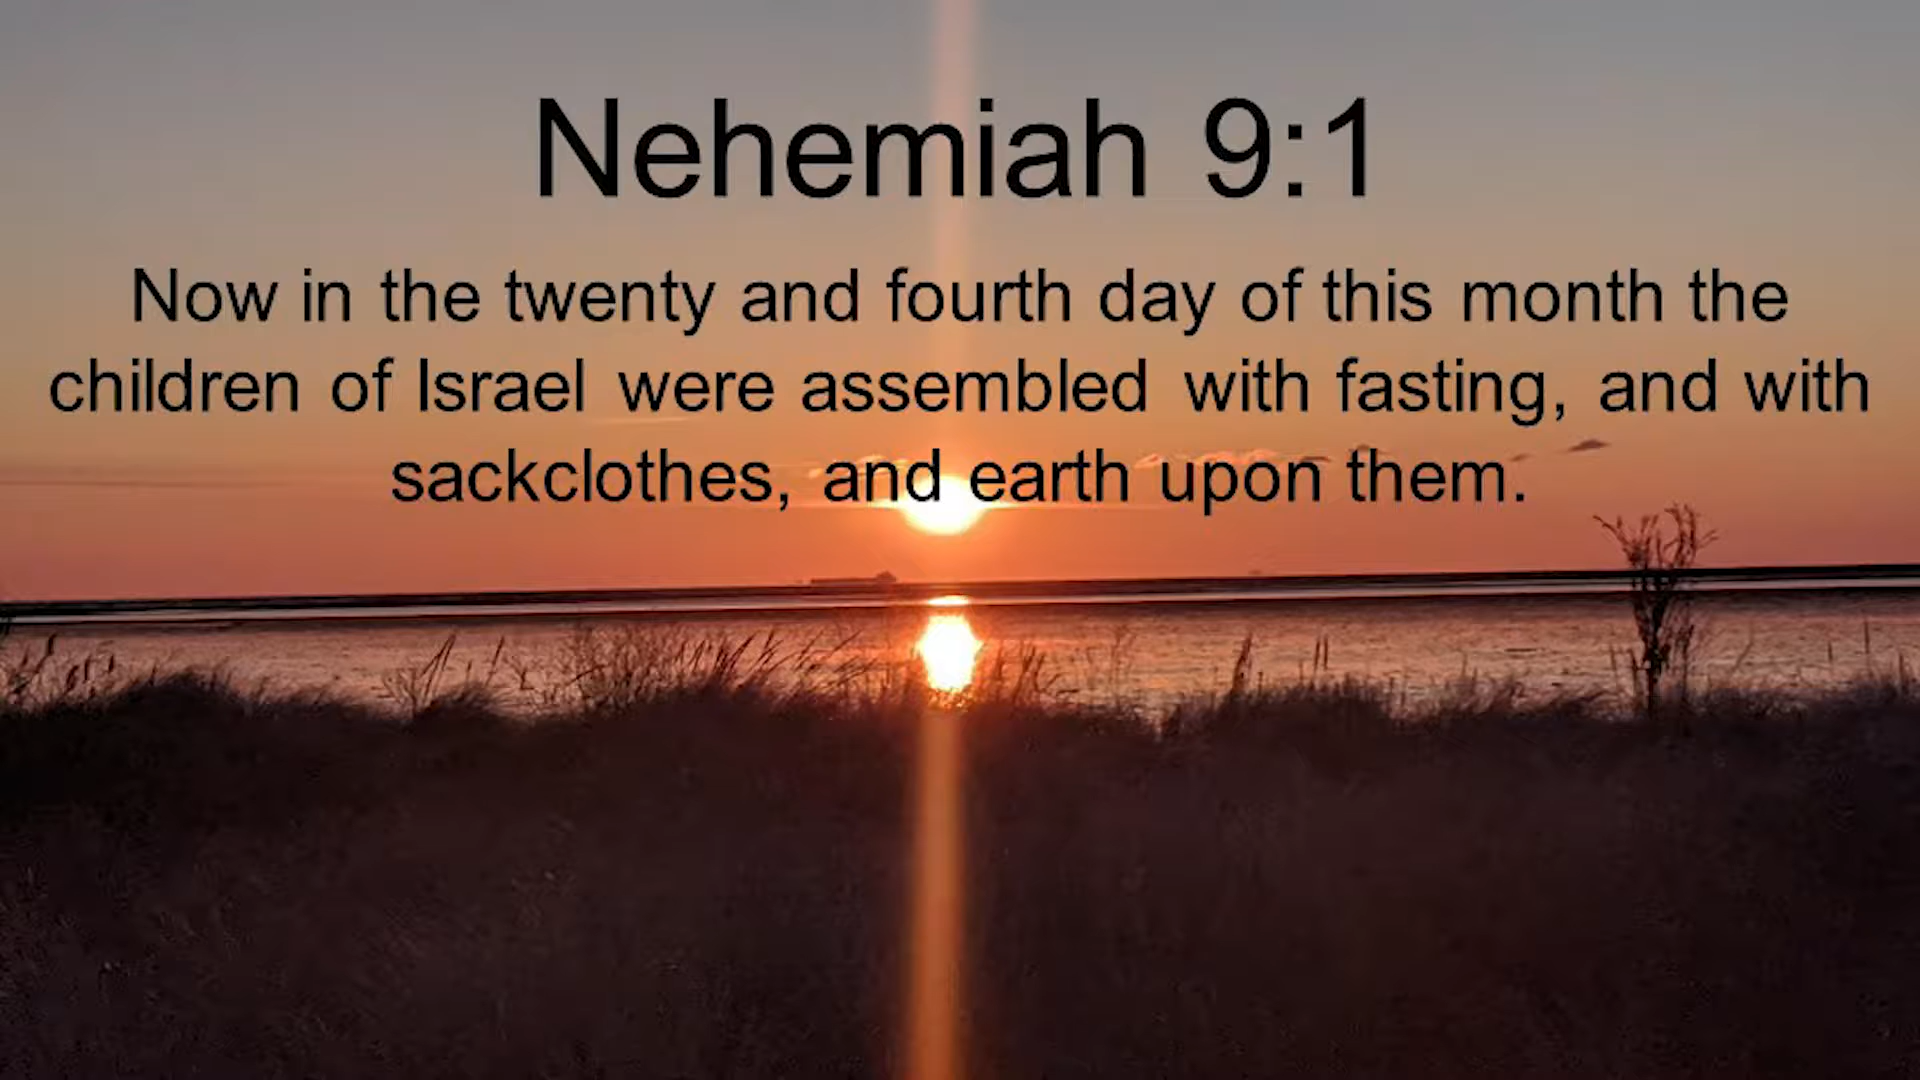 Nehemiah 9:1
Now in the twenty and fourth day of this month the
children of Israel were assembled with fasting, and with
sackclothes, and earth upon them.